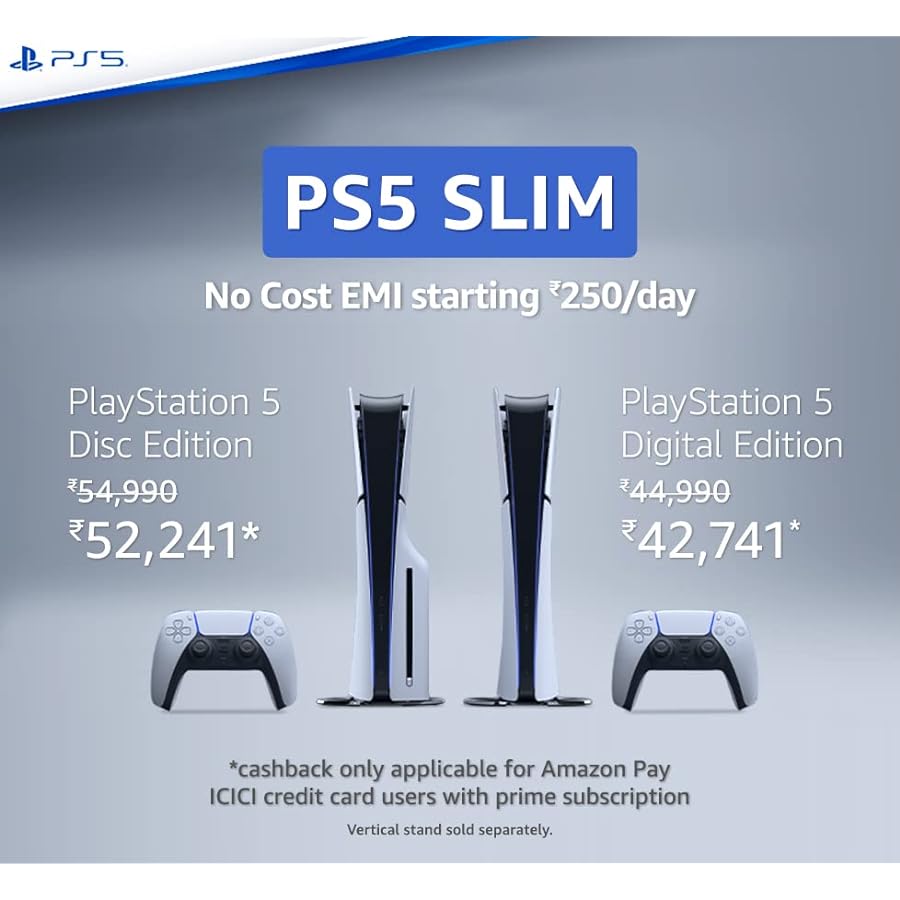 PS5
PS5 SLIM
No Cost EMI starting ₹250/day
PlayStation 5
Disc Edition
₹54,990
₹52,241*
PlayStation 5
Digital Edition
₹44,990
₹42,741*
*cashback only applicable for Amazon Pay
ICICI credit card users with prime subscription
Vertical stand sold separately.